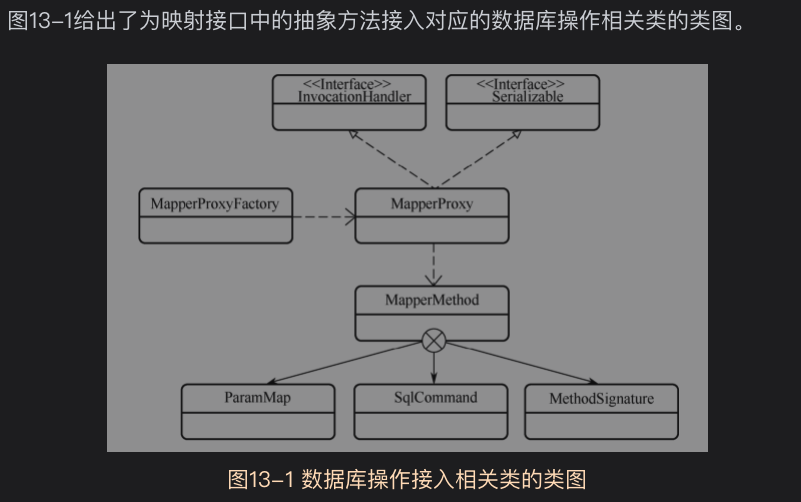 图13-1给出了为映射接口中的抽象方法接入对应的数据库操作相关类的类图。
<<Interface>>
InvocationHandler
<<Interface>>
Serializable
MapperProxyFactory
MapperProxy
MapperMethod
ParamMap
SqlCommand
MethodSignature
图13-1 数据库操作接入相关类的类图